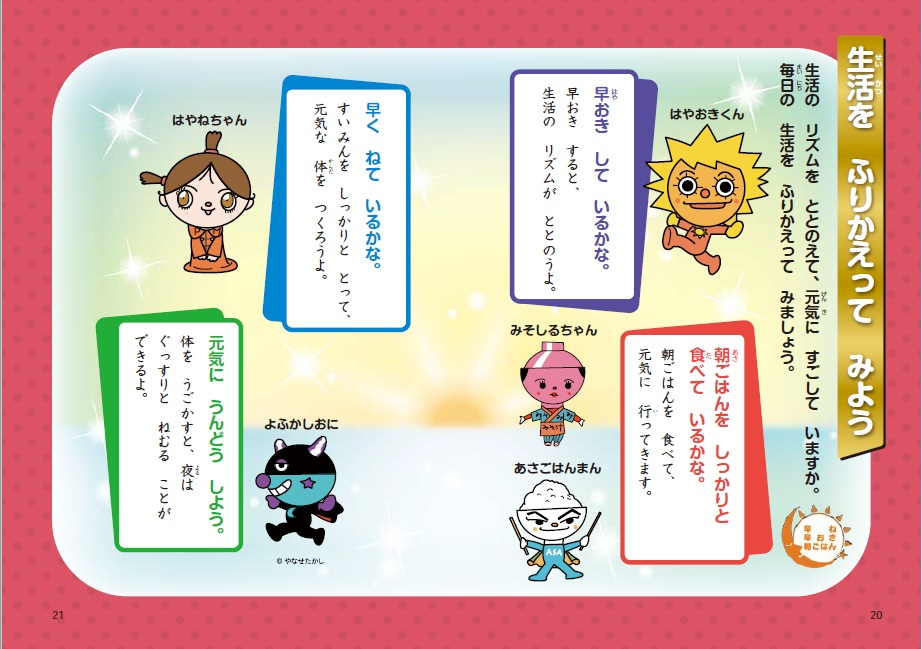 生活を　ふりかえって　みよう
生活の　リズムを　ととのえて、元気に　すごして　いますか。
毎日の　生活を　ふりかえって　みましょう。
早ね
早おき
朝ごはん
はやおきくん
早おき　して　いるかな。
早おき　すると、
生活の　リズムが　ととのうよ。
朝ごはんを　しっかりと
食べて　いるかな。
朝ごはんを　食べて、
元気に　行ってきます。
みそしるちゃん
みそ汁
あさごはんまん
ASA
はやねちゃん
早く　ねて　いるかな。
すいみんを　しっかりと　とって、
元気な　体を　つくろうよ。
よふかしおに
元気に　うんどう　しよう。
体を　うごかすと、夜は
ぐっすりと　ねむる　ことが
できるよ。
© やなせたかし
21
20